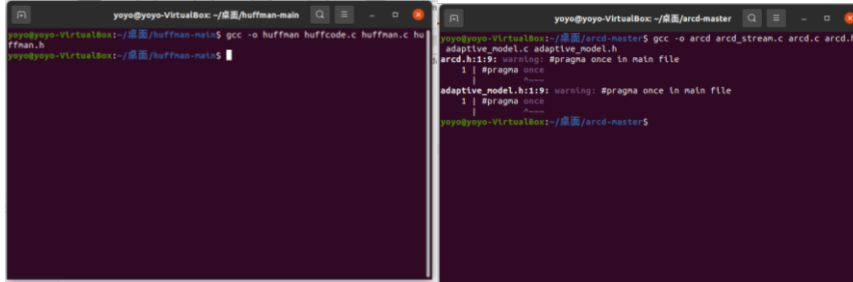 yoyo@yoyo-VirtualBox: ~/桌面/huffman-main
yoyo@yoyo-VirtualBox:~/桌面/huffman-main$ gcc -o huffman huffcode.c huffman.c hu
ffman.h
yoyo@yoyo-VirtualBox:~/桌面/huffman-main$
yoyo@yoyo-VirtualBox: ~/桌面/arcd-master
yoyo@yoyo-VirtualBox:~/桌面/arcd-master$ gcc -o arcd arcd_stream.c arcd.c arcd.h
adaptive_model.c adaptive_model.h
arcd.h:1:9: warning: #pragma once in main file
1 | #pragma once
| ^~~~
adaptive_model.h:1:9: warning: #pragma once in main file
1 | #pragma once
| ^~~~
yoyo@yoyo-VirtualBox:~/桌面/arcd-master$